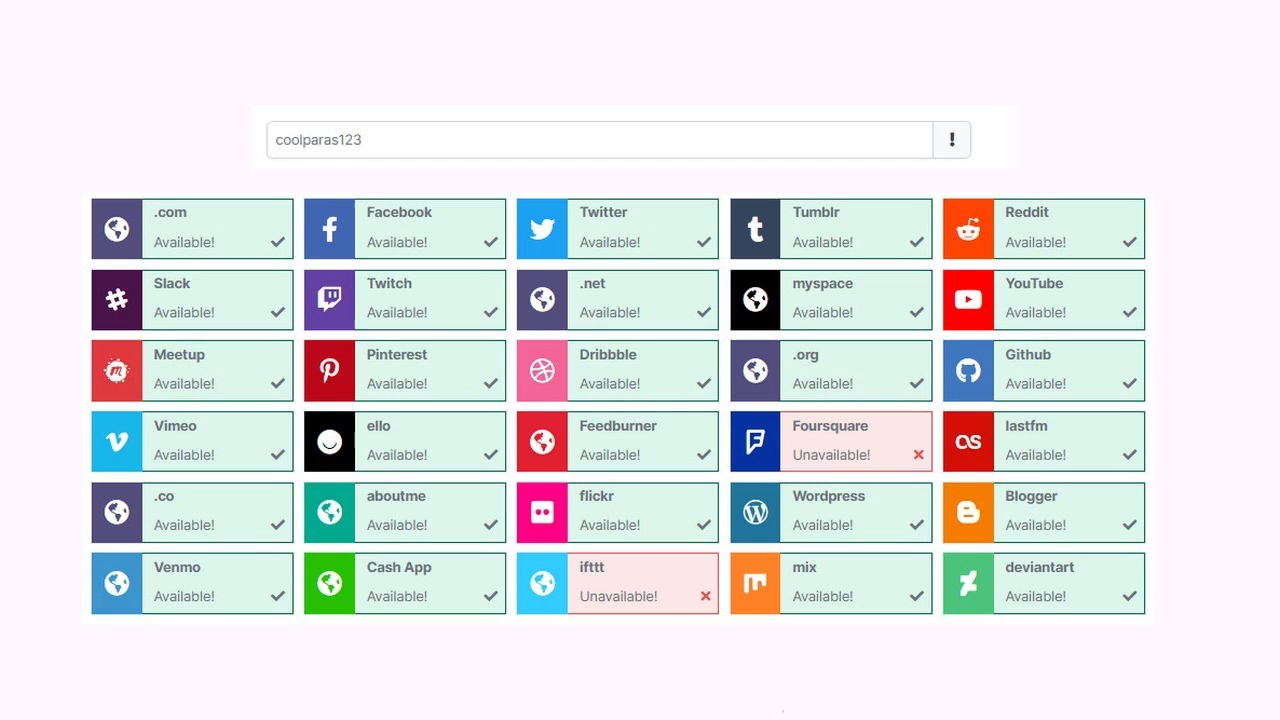 coolparas123 !
.com Facebook Twitter Tumblr Reddit
Available! Available! Available! Available! Available!
Slack Twitch .net myspace YouTube
Available! Available! Available! Available! Available!
Meetup Pinterest Dribbble .org Github
Available! Available! Available! Available! Available!
Vimeo ello Feedburner Foursquare lastfm
Available! Available! Available! Unavailable! Available!
.co aboutme flickr Wordpress Blogger
Available! Available! Available! Available! Available!
Venmo Cash App ifttt mix deviantart
Available! Available! Unavailable! Available! Available!